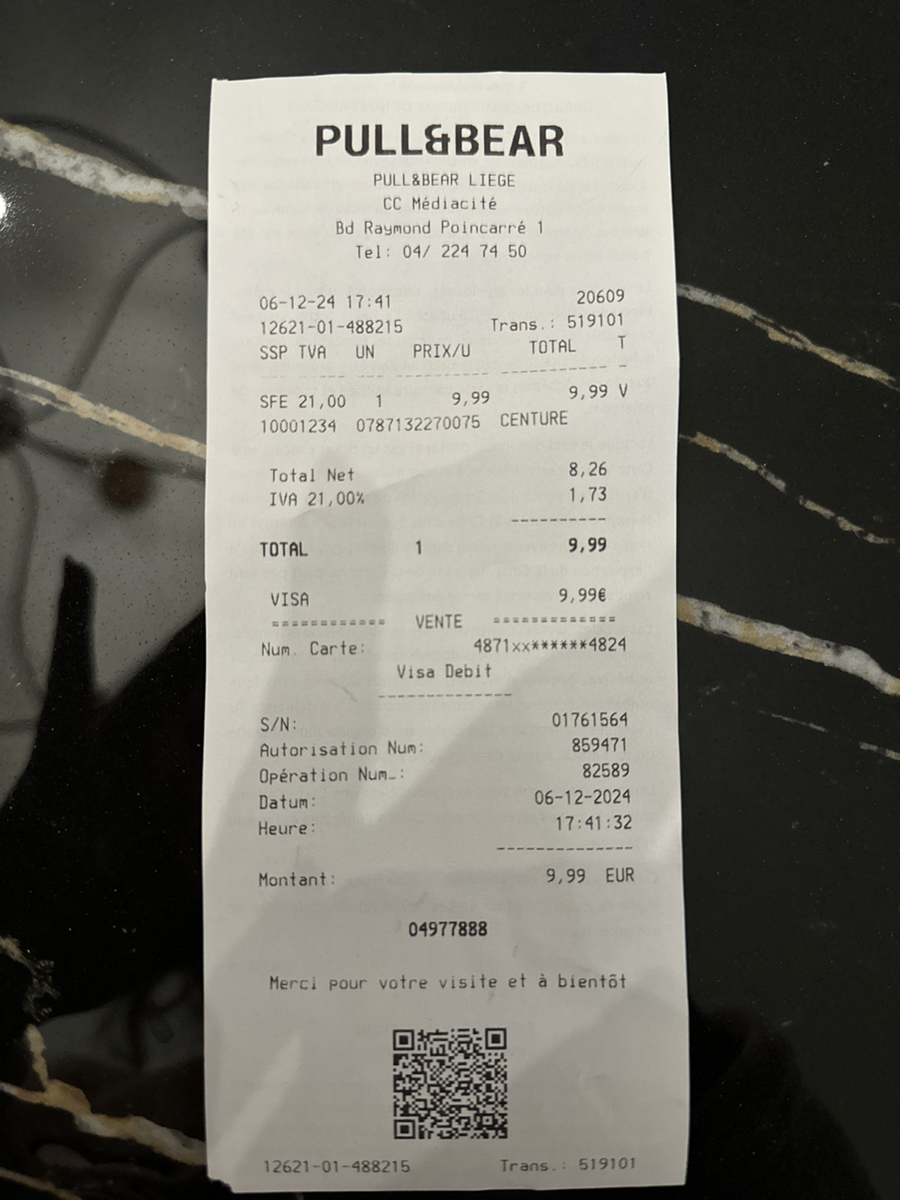 PULL&BEAR
PULL&BEAR LIEGE
CC Médiacité
Bd Raymond Poincarré 1
Tel: 04/ 224 74 50
06-12-24 17:41 20609
12621-01-488215 Trans.: 519101
SSP TVA UN PRIX/U TOTAL T
--- --- -- ------ -------- -
SFE 21,00 1 9,99 9,99 V
10001234 0787132270075 CENTURE
Total Net 8,26
IVA 21,00% 1,73
----------
TOTAL 1 9,99
VISA 9,99€
============ VENTE =============
Num. Carte: 4871xx******4824
Visa Debit
--------------
S/N: 01761564
Autorisation Num: 859471
Opération Num_: 82589
Datum: 06-12-2024
Heure: 17:41:32
--------------
Montant: 9,99 EUR
04977888
Merci pour votre visite et à bientôt
12621-01-488215 Trans.: 519101